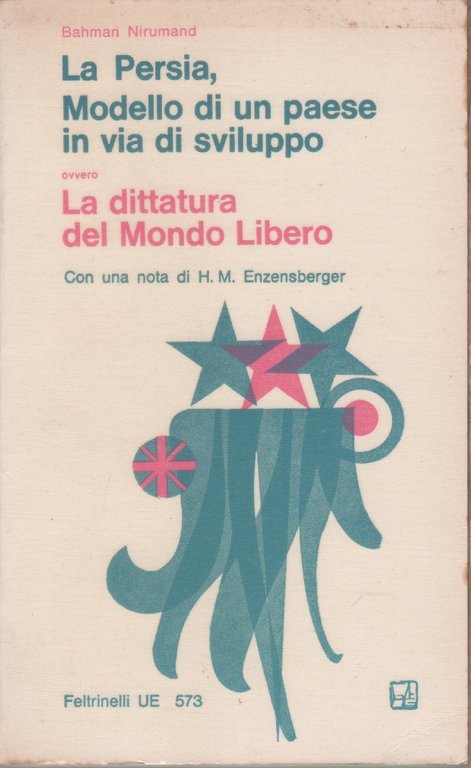 Bahman Nirumand
La Persia,
Modello di un paese
in via di sviluppo
ovvero
La dittatura
del Mondo Libero
Con una nota di H. M. Enzensberger
Feltrinelli UE 573